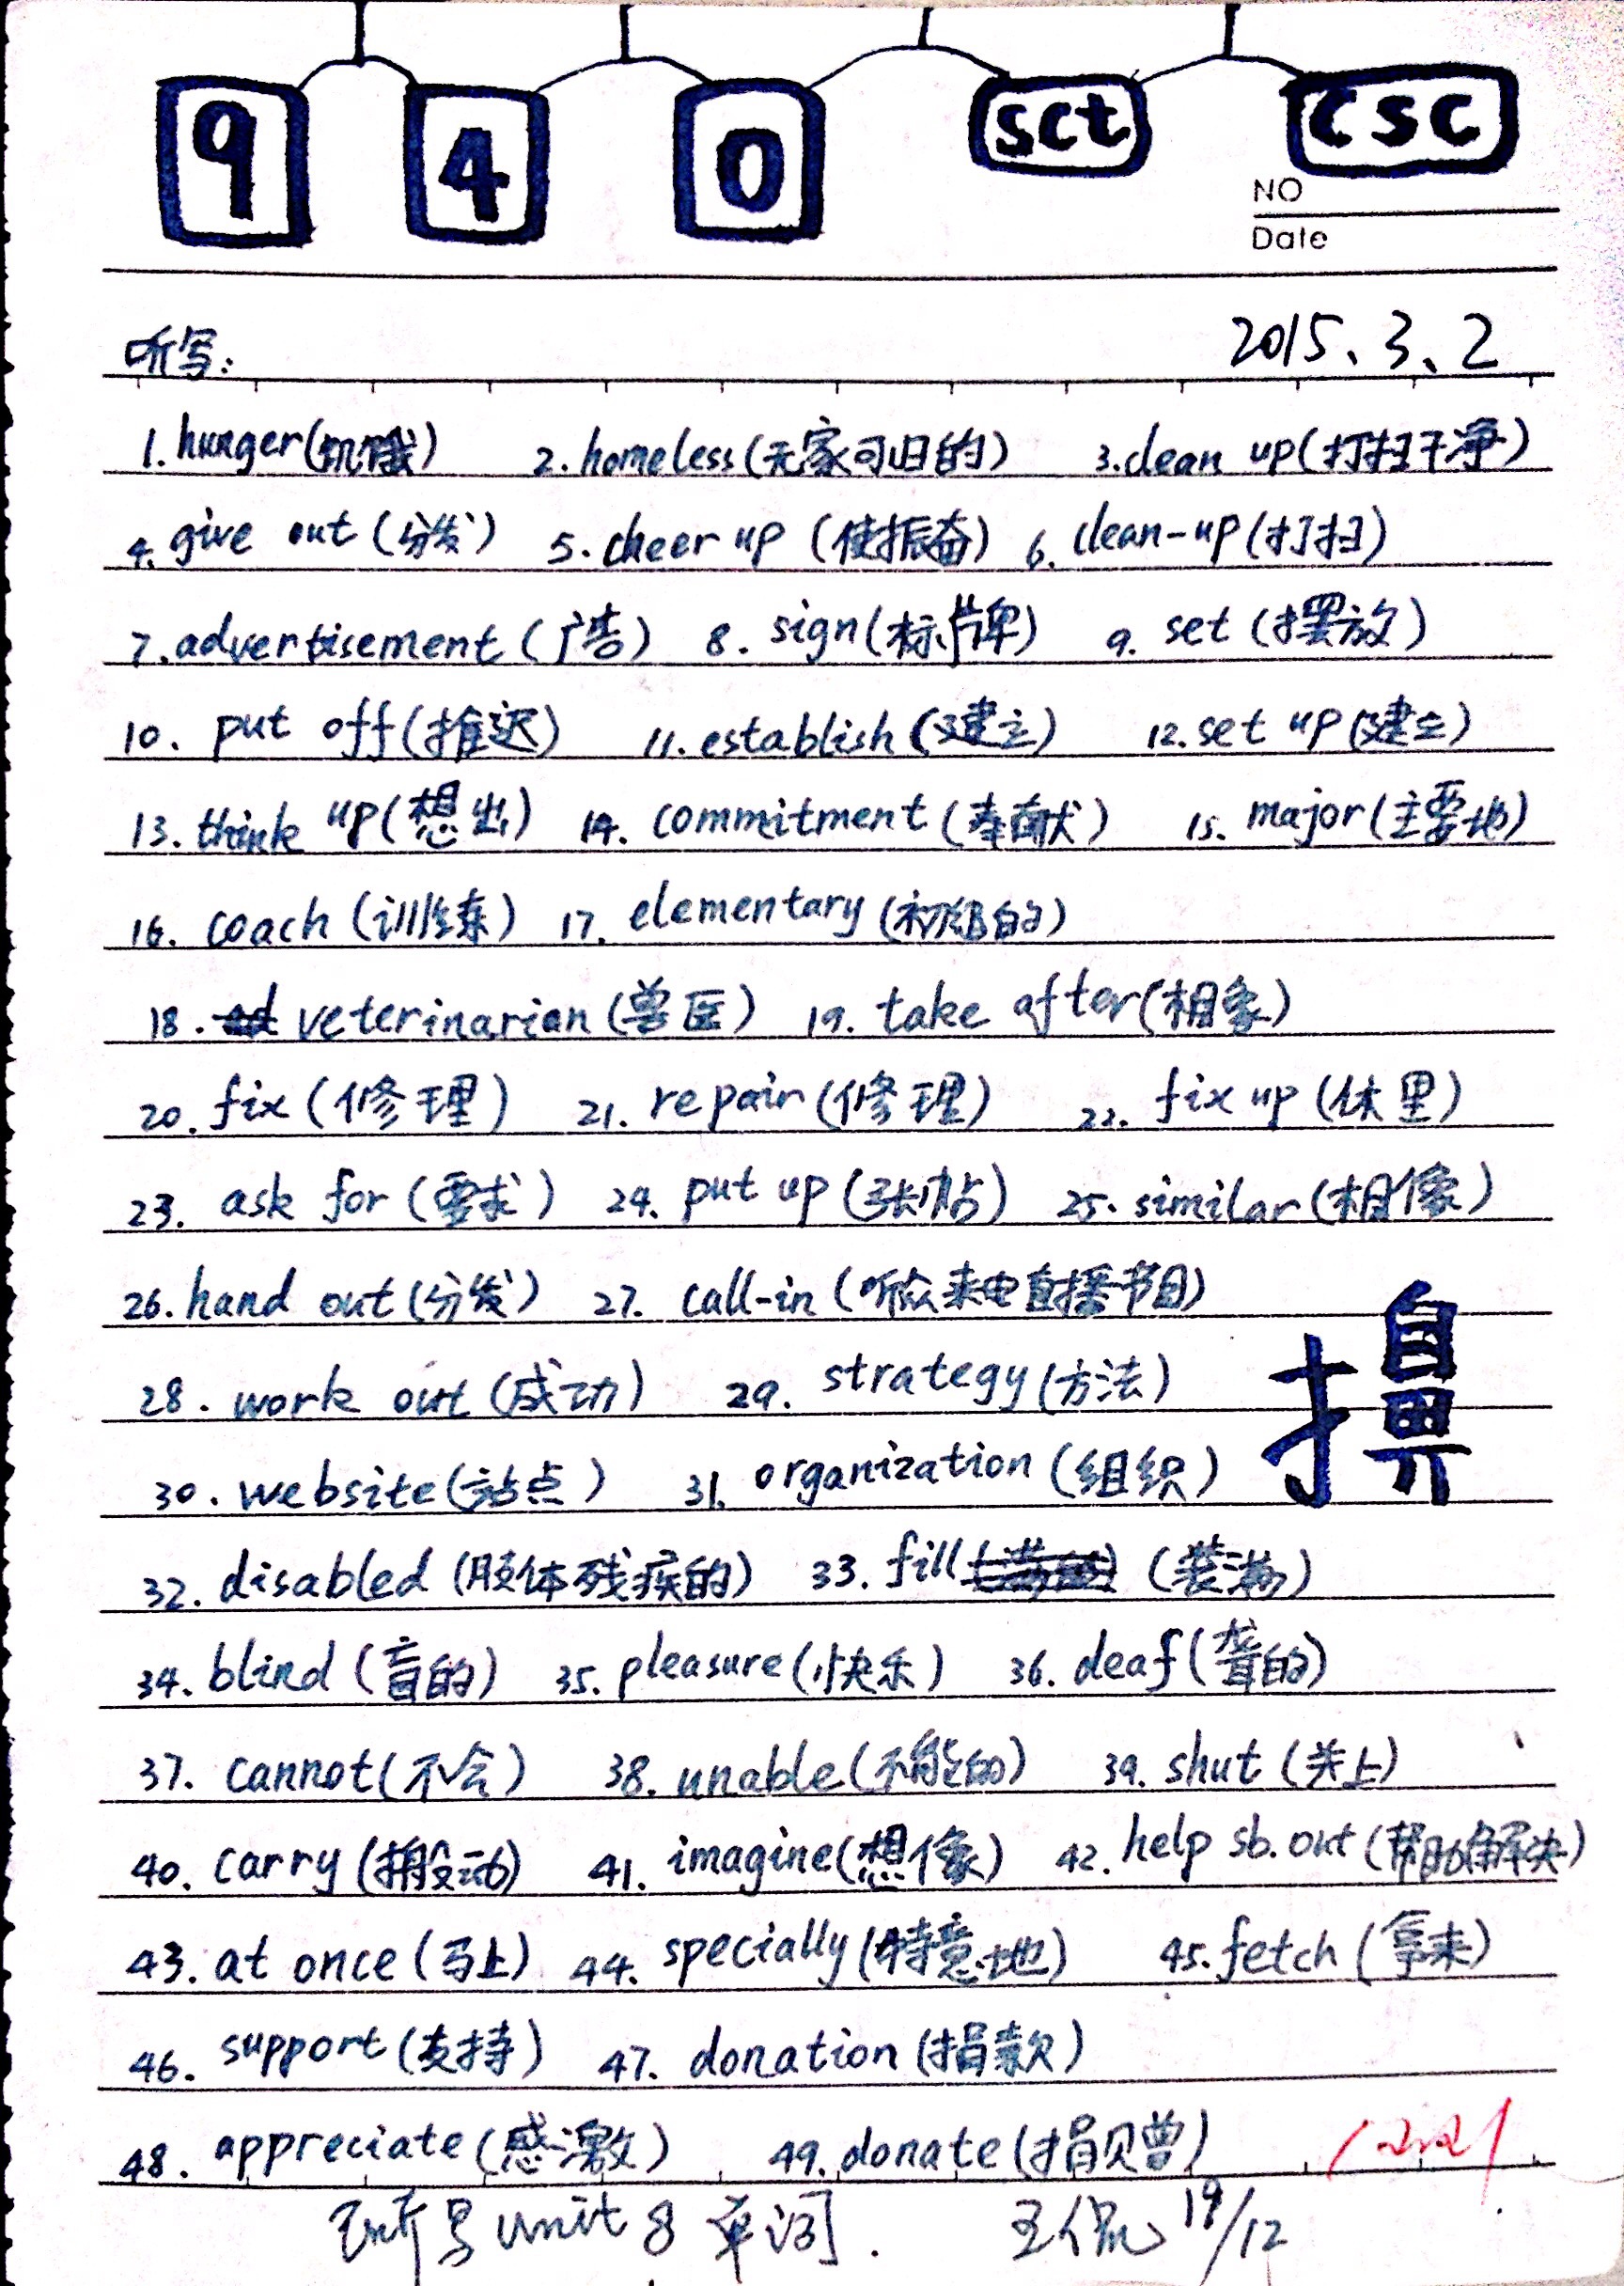 9 4 0 sct csc
NO
Date
听写: 2015、3、2
1. hunger(饥饿) 2. homeless(无家可归的) 3. clean up(打扫干净)
4. give out (分发) 5. cheer up (使振奋) 6. clean-up(打扫)
7. advertisement (广告) 8. sign(标牌) 9. set (摆放)
10. put off(推迟) 11. establish (建立) 12. set up (建立)
13. think up(想出) 14. commitment (奉献) 15. major(主要地)
16. coach (训练) 17. elementary (初级的)
18. veterinarian (兽医) 19. take after(相象)
20. fix (修理) 21. repair (修理) 22. fix up (休里)
23. ask for (要求) 24. put up (张帖) 25. similar (相像)
26. hand out (分发) 27. call-in (听众来电直播节目)
28. work out (成功) 29. strategy (方法)
30. website (站点) 31. organization (组织)
32. disabled (肢体残疾的) 33. fill (装满)
34. blind (盲的) 35. pleasure (快乐) 36. deaf (聋的)
37. cannot (不会) 38. unable (不能的) 39. shut (关上)
40. carry (搬动) 41. imagine(想像) 42. help sb. out (帮助解决)
43. at once (马上) 44. specially (特意地) 45. fetch (拿来)
46. support (支持) 47. donation (捐款)
48. appreciate (感激) 49. donate (捐赠)
听写 unit 8 单词. 19/12